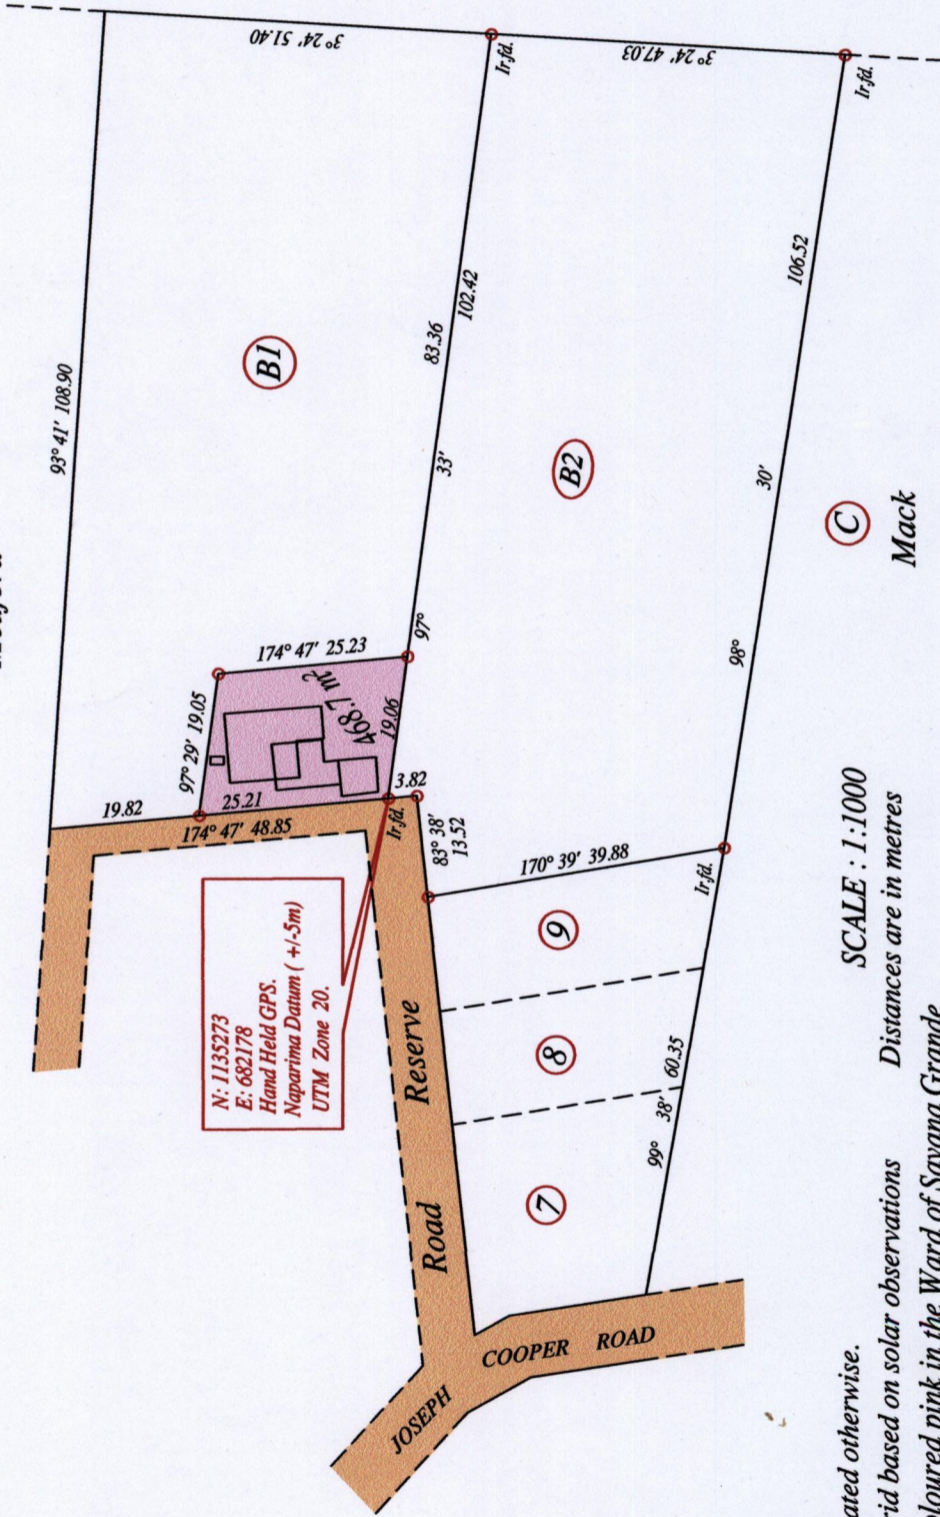 3° 24' 51.40
3° 24' 47.03
Ir.fd.
Ir.fd.
93° 41' 108.90
B1
83.36
102.42
33'
97°
106.52
30'
98°
B2
C
Mack
174° 47' 25.23
97° 29' 19.05
468.7 m²
19.06
19.82
25.21
174° 47' 48.85
Ir.fd.
3.82
83° 38'
13.52
170° 39' 39.88
Ir.fd.
N: 1135273
E: 682178
Hand Held GPS.
Naparima Datum ( +/-5m)
UTM Zone 20.
Road Reserve
9
8
7
99° 38' 60.35
JOSEPH COOPER ROAD
SCALE : 1:1000
Distances are in metres
ated otherwise.
rid based on solar observations
loured pink in the Ward of Savana Grande